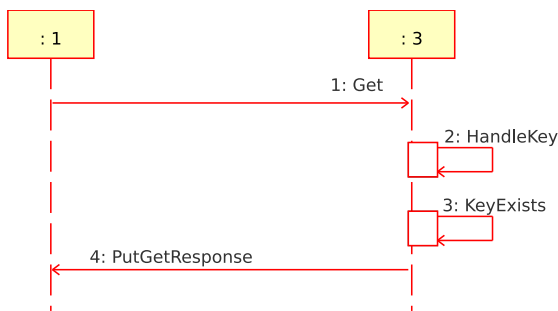 : 1
: 3
1: Get
2: HandleKey
3: KeyExists
4: PutGetResponse